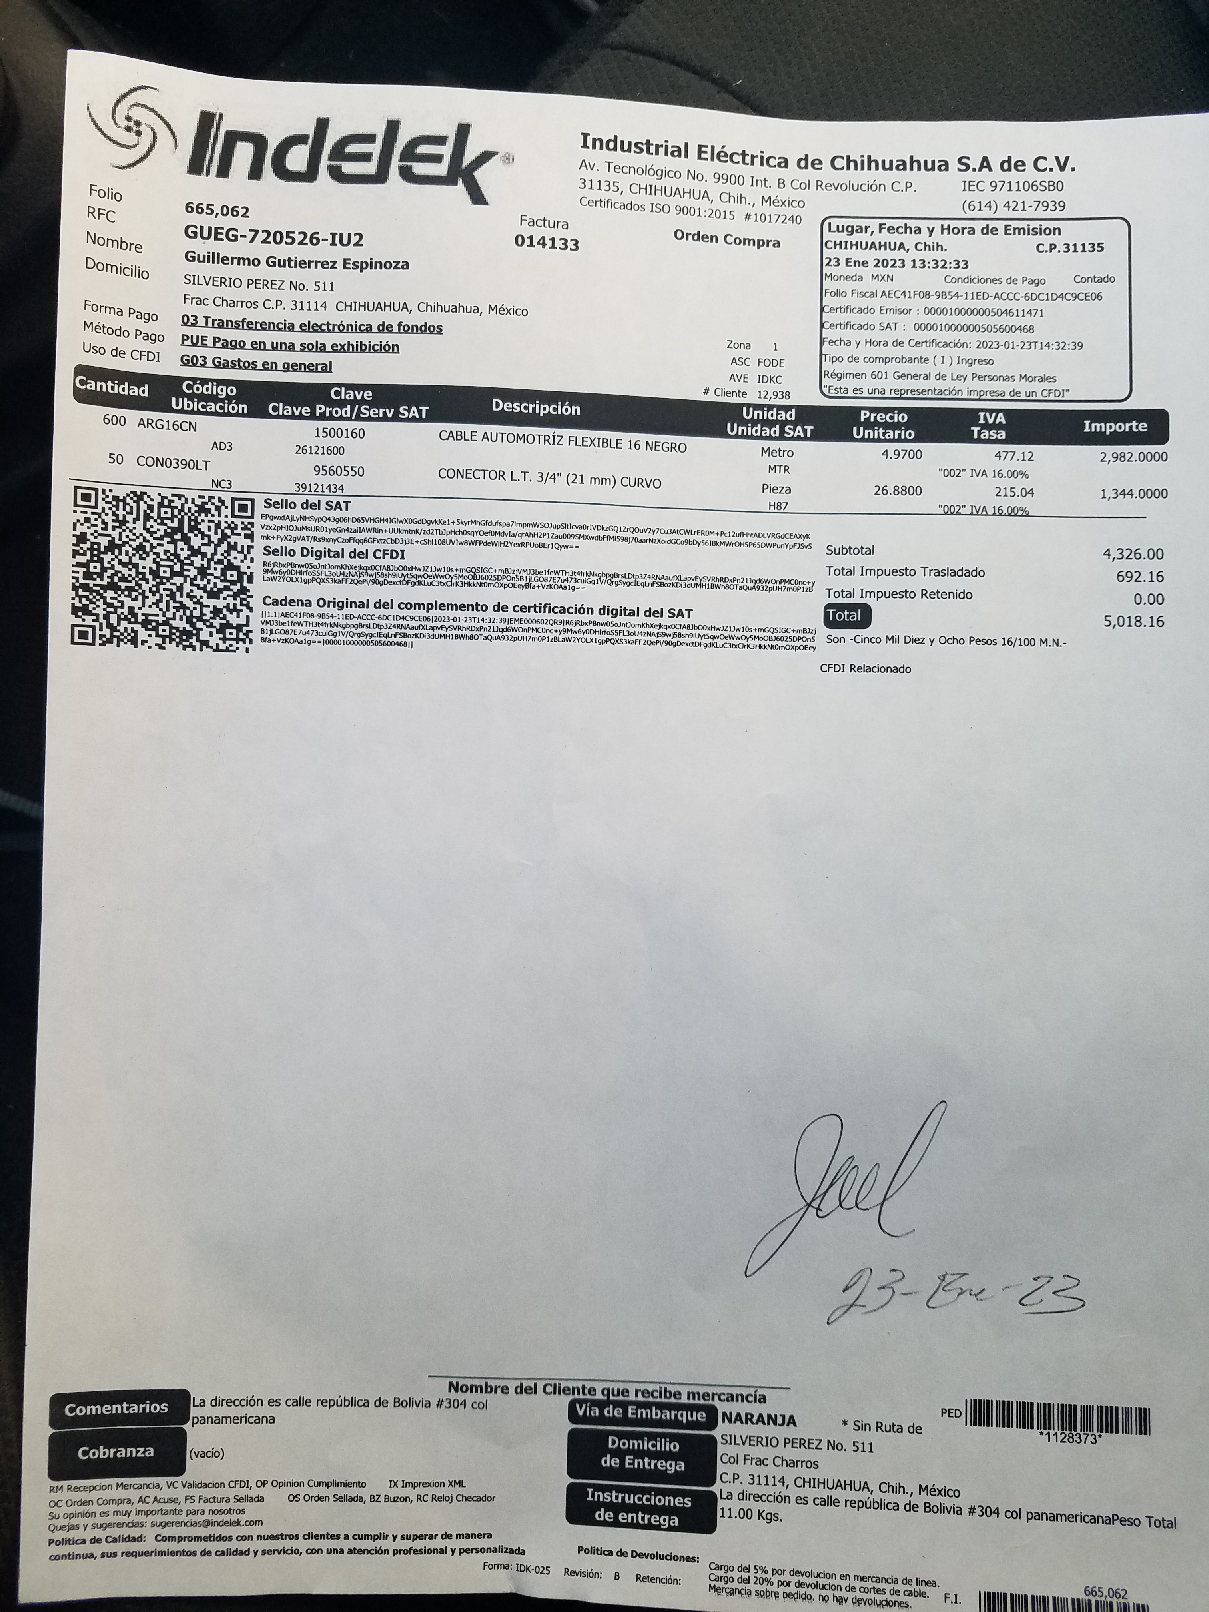 Indelek
Industrial Eléctrica de Chihuahua S.A de C.V.
Av. Tecnológico No. 9900 Int. B Col Revolución C.P.
31135, CHIHUAHUA, Chih., México
Certificados ISO 9001:2015 #1017240
IEC 971106SB0
(614) 421-7939
Folio 665,062
RFC GUEG-720526-IU2
Nombre Guillermo Gutierrez Espinoza
Domicilio SILVERIO PEREZ No. 511
Frac Charros C.P. 31114 CHIHUAHUA, Chihuahua, México
Forma Pago 03 Transferencia electrónica de fondos
Método Pago PUE Pago en una sola exhibición
Uso de CFDI G03 Gastos en general
Factura
014133
Orden Compra
Zona 1
ASC FODE
AVE IDKC
# Cliente 12,938
Lugar, Fecha y Hora de Emision
CHIHUAHUA, Chih. C.P.31135
23 Ene 2023 13:32:33
Moneda MXN Condiciones de Pago Contado
Folio Fiscal AEC41F08-9B54-11ED-ACCC-6DC1D4C9CE06
Certificado Emisor : 00001000000504611471
Certificado SAT : 00001000000505600468
Fecha y Hora de Certificación: 2023-01-23T14:32:39
Tipo de comprobante ( I ) Ingreso
Régimen 601 General de Ley Personas Morales
"Esta es una representación impresa de un CFDI"
Cantidad Código Clave Descripción Unidad Precio IVA Importe
Ubicación Clave Prod/Serv SAT Unidad SAT Unitario Tasa
600 ARG16CN 1500160 CABLE AUTOMOTRÍZ FLEXIBLE 16 NEGRO Metro 4.9700 477.12 2,982.0000
AD3 26121600 MTR "002" IVA 16.00%
50 CON0390LT 9560550 CONECTOR L.T. 3/4" (21 mm) CURVO Pieza 26.8800 215.04 1,344.0000
NC3 39121434 H87 "002" IVA 16.00%
Sello del SAT
Sello Digital del CFDI
Cadena Original del complemento de certificación digital del SAT
Subtotal 4,326.00
Total Impuesto Trasladado 692.16
Total Impuesto Retenido 0.00
Total 5,018.16
Son -Cinco Mil Diez y Ocho Pesos 16/100 M.N.-
CFDI Relacionado
Joel
23-Ene-23
Nombre del Cliente que recibe mercancía
Comentarios La dirección es calle república de Bolivia #304 col
panamericana
Cobranza (vacío)
Vía de Embarque NARANJA * Sin Ruta de
PED
*1128373*
Domicilio
de Entrega
SILVERIO PEREZ No. 511
Col Frac Charros
C.P. 31114, CHIHUAHUA, Chih., México
Instrucciones
de entrega
La dirección es calle república de Bolivia #304 col panamericanaPeso Total
11.00 Kgs.
RM Recepcion Mercancia, VC Validacion CFDI, OP Opinion Cumplimiento IX Imprexion XML
OC Orden Compra, AC Acuse, FS Factura Sellada OS Orden Sellada, BZ Buzon, RC Reloj Checador
Su opinión es muy importante para nosotros
Quejas y sugerencias: sugerencias@indelek.com
Politica de Calidad: Comprometidos con nuestros clientes a cumplir y superar de manera
continua, sus requerimientos de calidad y servicio, con una atención profesional y personalizada
Forma: IDK-025 Revisión: B Retención:
Politica de Devoluciones:
Cargo del 5% por devolucion en mercancia de linea.
Cargo del 20% por devolucion de cortes de cable.
Mercancia sobre pedido, no hay devoluciones.
F.I.
665,062